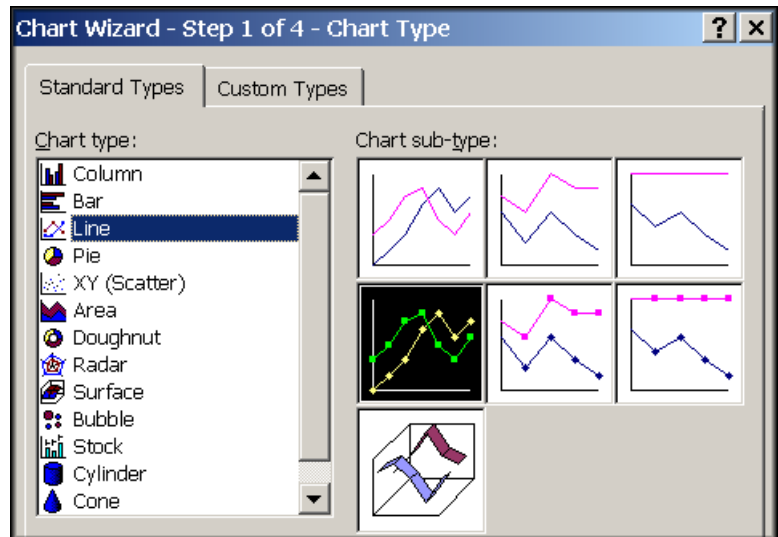 Chart Wizard - Step 1 of 4 - Chart Type
Standard Types
Custom Types
Chart type:
Chart sub-type:
Column
Bar
Line
Pie
XY (Scatter)
Area
Doughnut
Radar
Surface
Bubble
Stock
Cylinder
Cone